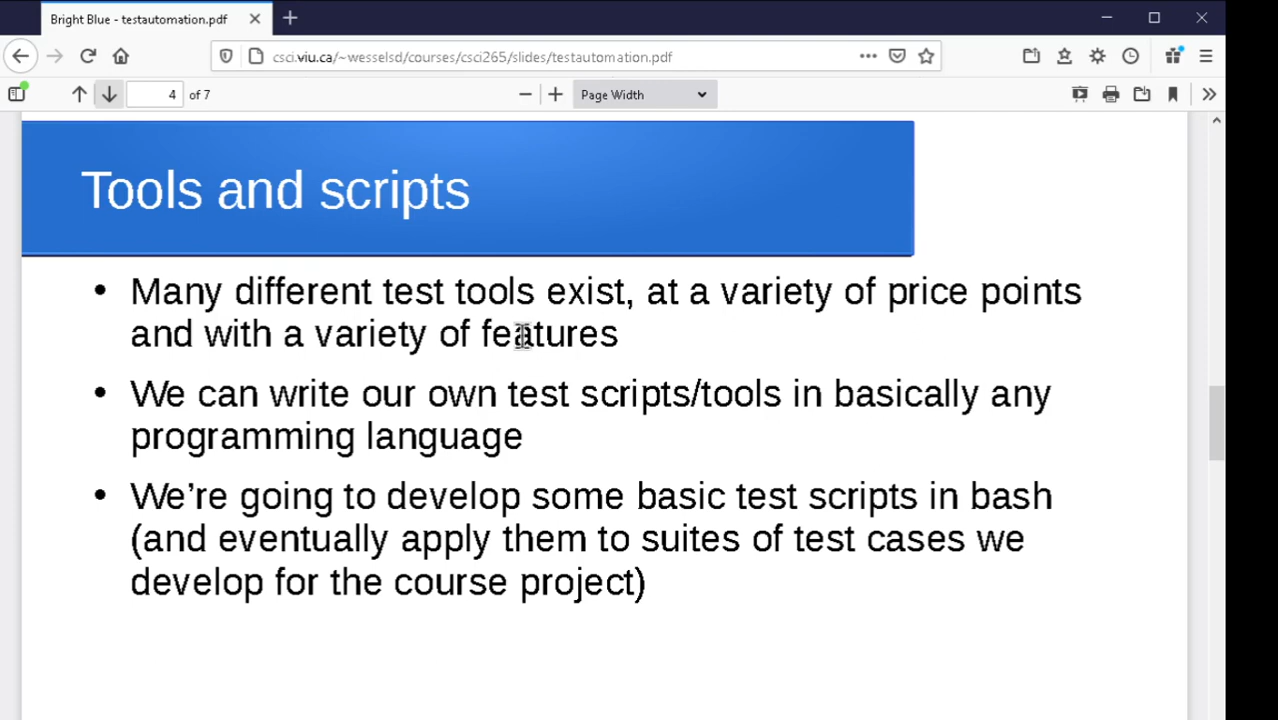 Bright Blue - testautomation.pdf
csci.viu.ca/~wesselsd/courses/csci265/slides/testautomation.pdf
4 of 7
Page Width
Tools and scripts
• Many different test tools exist, at a variety of price points
and with a variety of features
• We can write our own test scripts/tools in basically any
programming language
• We’re going to develop some basic test scripts in bash
(and eventually apply them to suites of test cases we
develop for the course project)